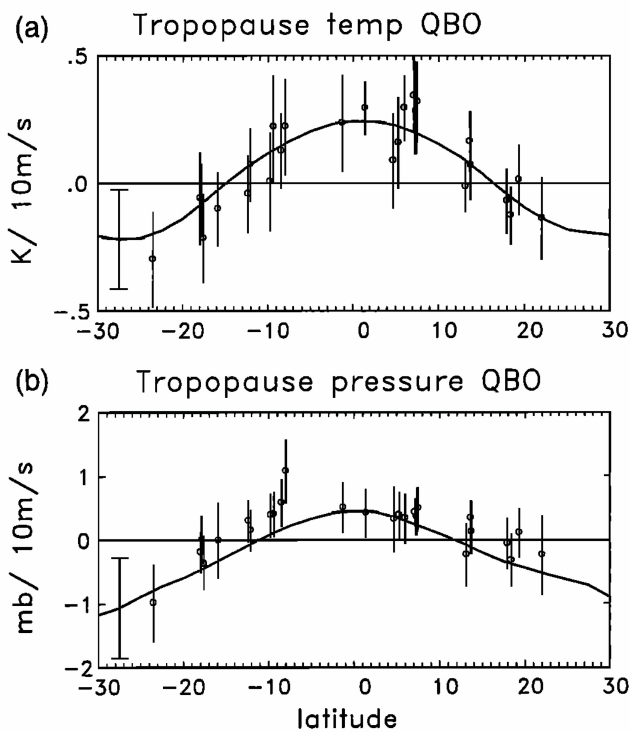 (a) Tropopause temp QBO
.5
.0
-.5
K/ 10m/s
-30 -20 -10 0 10 20 30
(b) Tropopause pressure QBO
2
1
0
-1
-2
mb/ 10m/s
-30 -20 -10 0 10 20 30
latitude